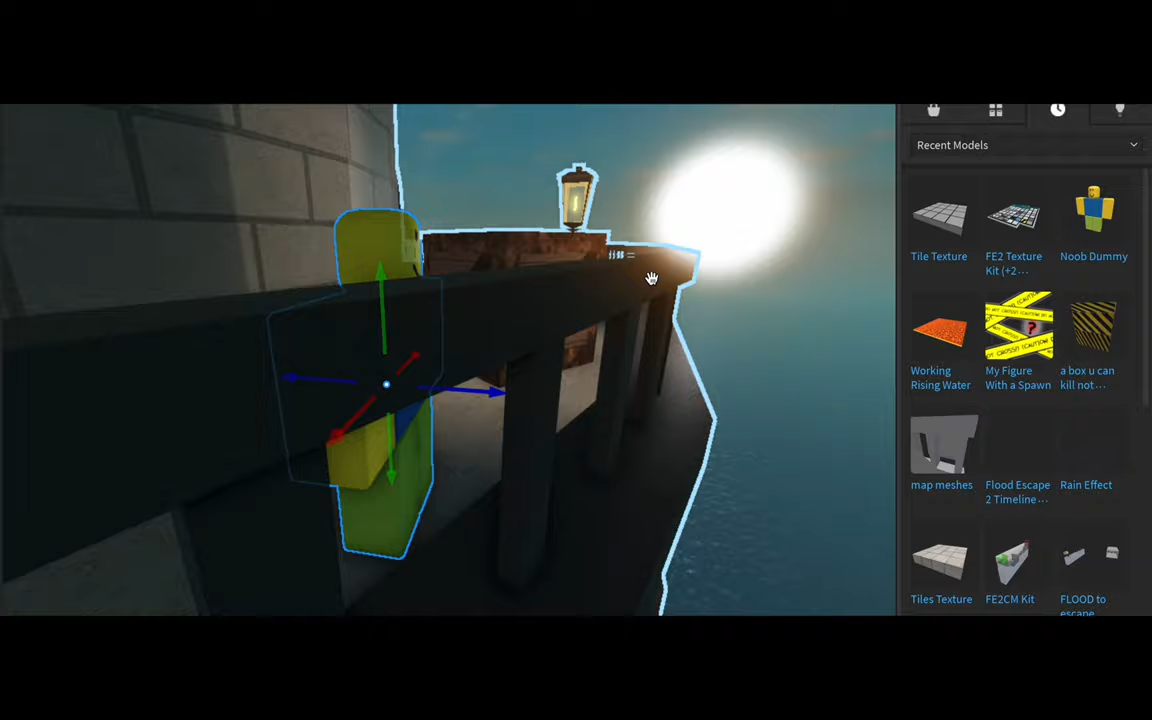 Recent Models
Tile Texture
FE2 Texture
Kit (+2 ...
Noob Dummy
Working
Rising Water
My Figure
With a Spawn
a box u can
kill not ...
map meshes
Flood Escape
2 Timeline ...
Rain Effect
Tiles Texture
FE2CM Kit
FLOOD to
escape